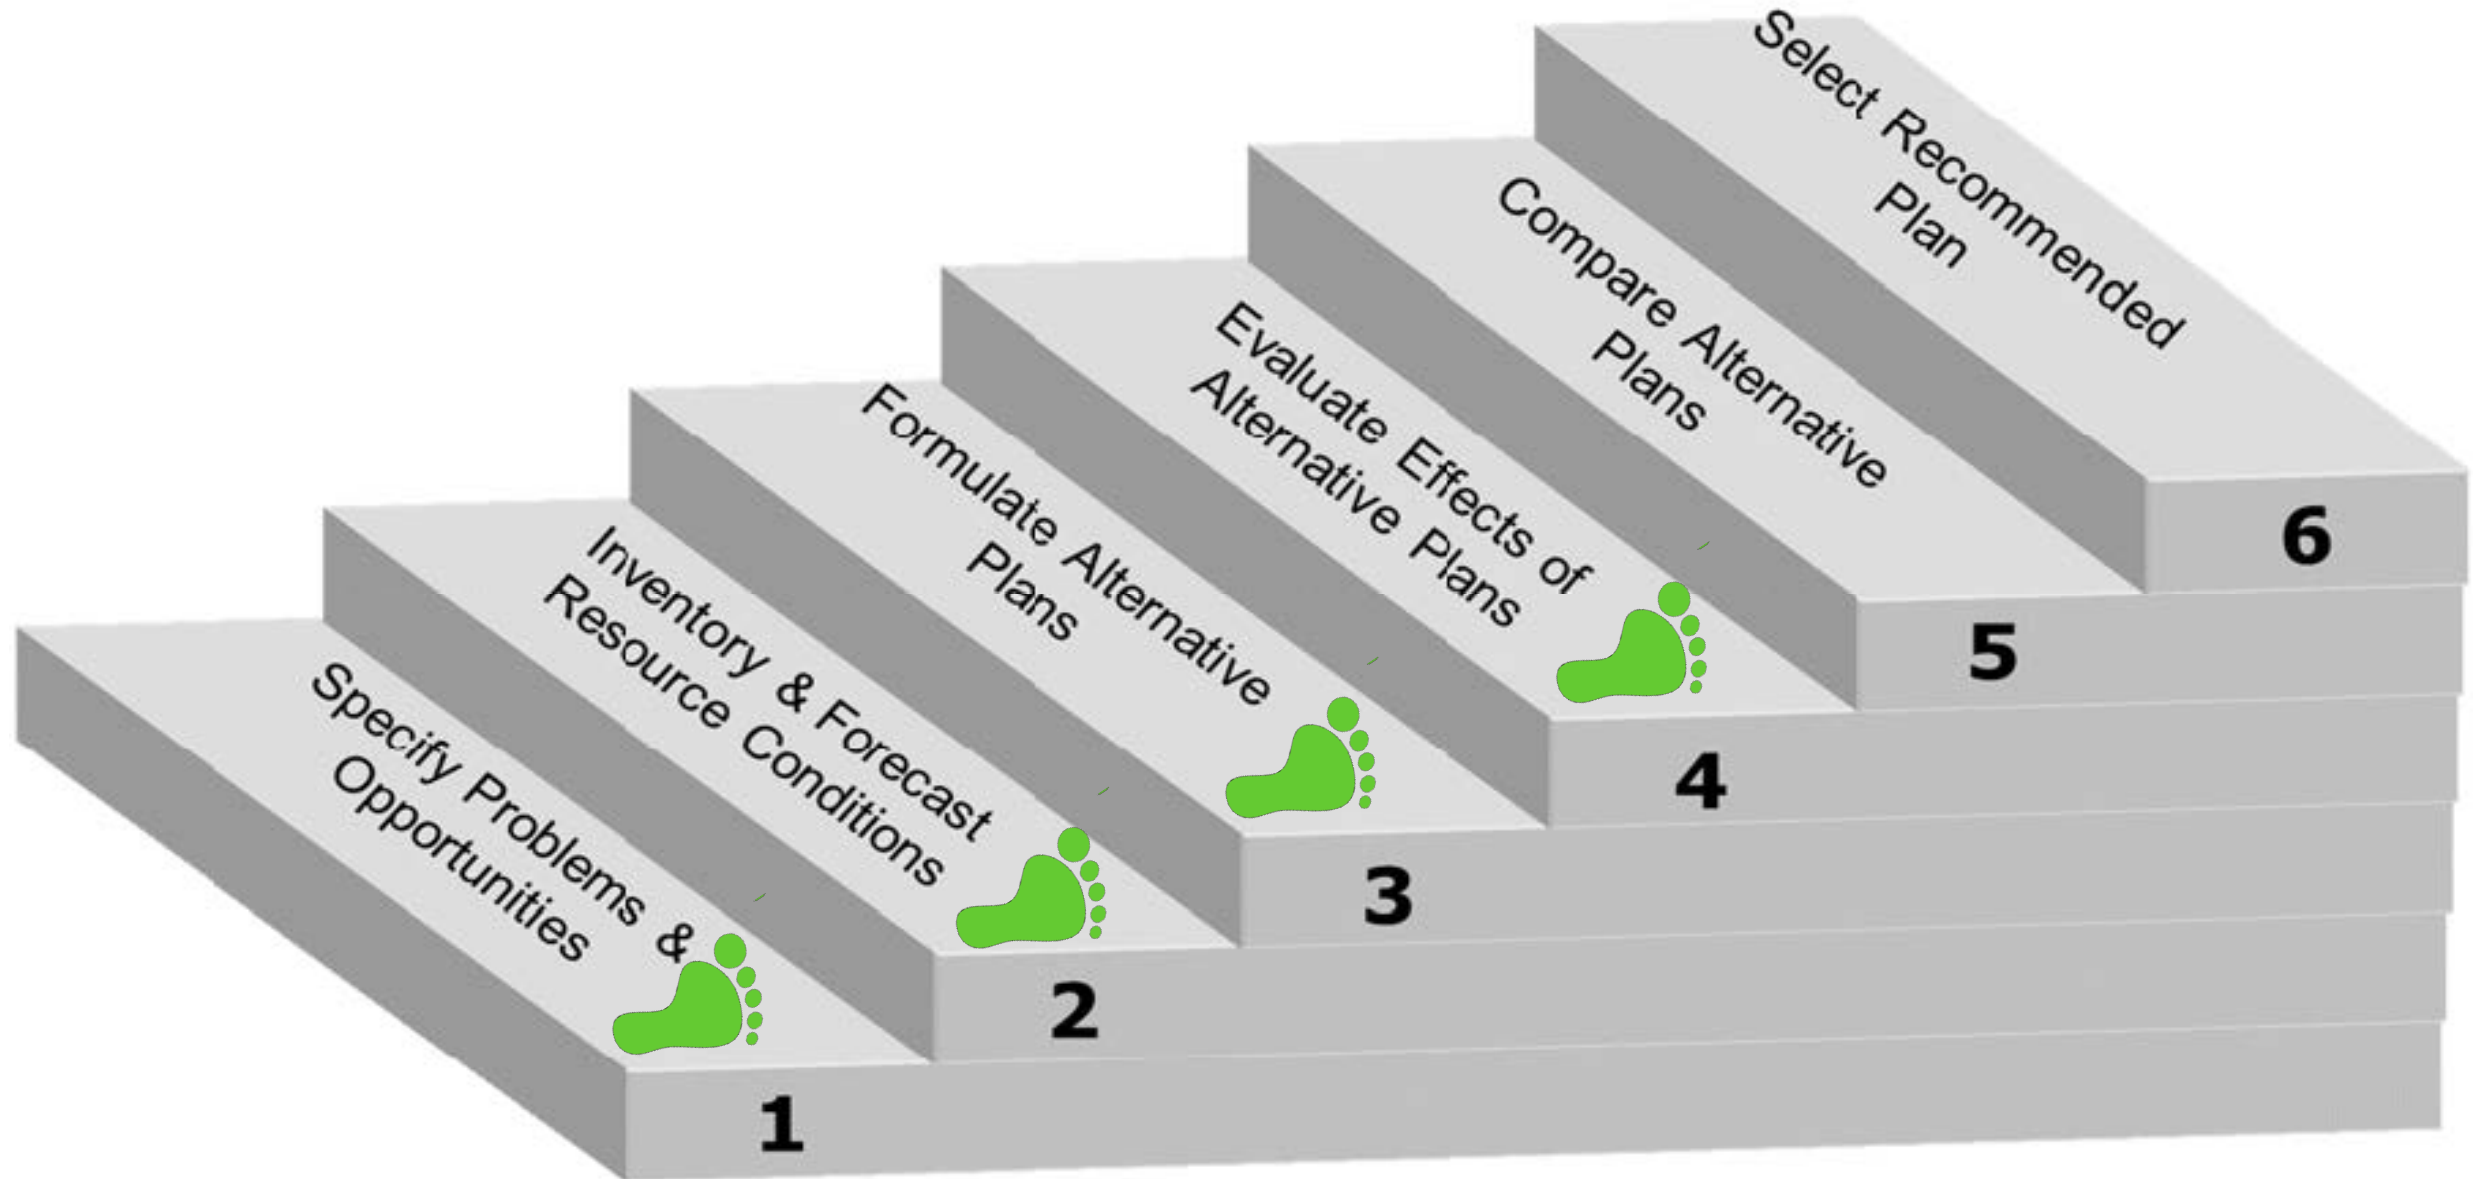 Specify Problems &
Opportunities
1
Inventory & Forecast
Resource Conditions
2
Formulate Alternative
Plans
3
Evaluate Effects of
Alternative Plans
4
Compare Alternative
Plans
5
Select Recommended
Plan
6